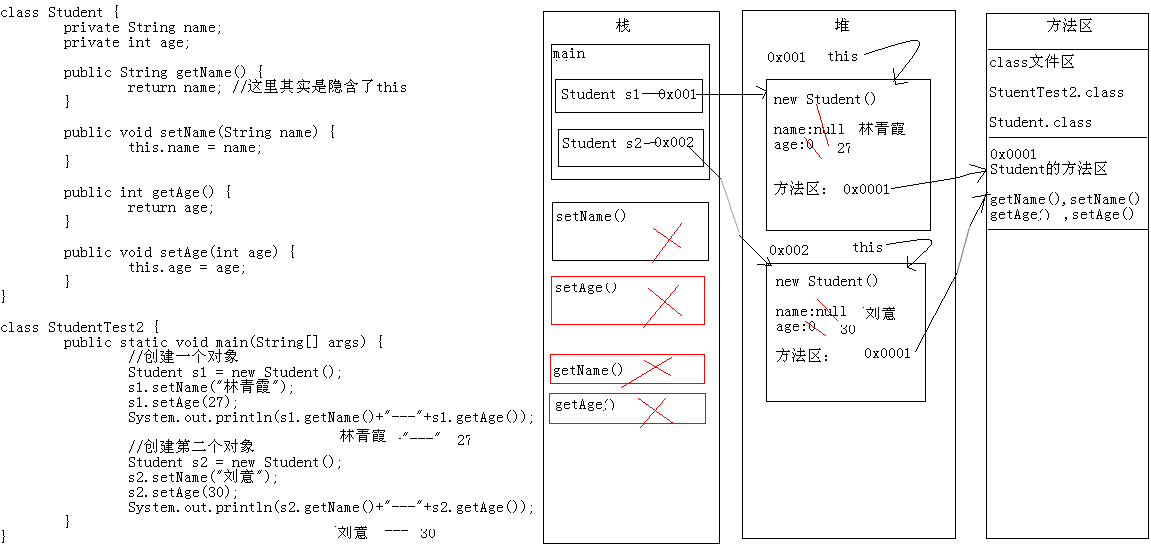 class Student {
private String name;
private int age;
public String getName() {
return name; //这里其实是隐含了this
}
public void setName(String name) {
this.name = name;
}
public int getAge() {
return age;
}
public void setAge(int age) {
this.age = age;
}
}
class StudentTest2 {
public static void main(String[] args) {
//创建一个对象
Student s1 = new Student();
s1.setName("林青霞");
s1.setAge(27);
System.out.println(s1.getName()+"---"+s1.getAge());
林青霞 "---" 27
//创建第二个对象
Student s2 = new Student();
s2.setName("刘意");
s2.setAge(30);
System.out.println(s2.getName()+"---"+s2.getAge());
}
刘意 --- 30
}
栈
main
Student s1 0x001
Student s2 0x002
setName()
setAge()
getName()
getAge()
堆
0x001 this
new Student()
name:null 林青霞
age:0 27
方法区: 0x0001
0x002 this
new Student()
name:null 刘意
age:0 30
方法区: 0x0001
方法区
class文件区
StuentTest2.class
Student.class
0x0001
Student的方法区
getName(),setName()
getAge() ,setAge()